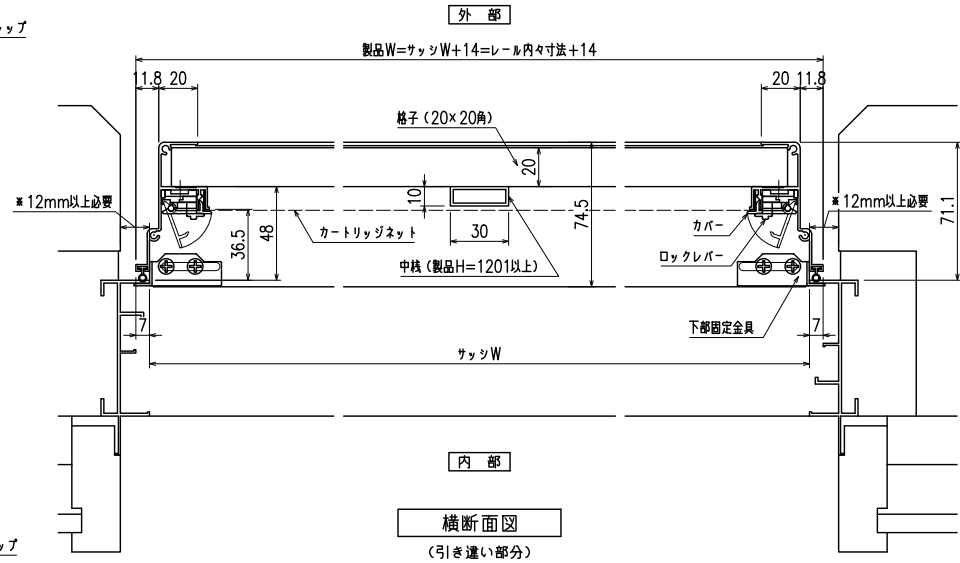 外 部
ップ
製品W=サッシW+14=レール内々寸法+14
11.8
20
20
11.8
格子（20×20角）
20
10
74.5
71.1
※12mm以上必要
※12mm以上必要
36.5
48
カートリッジネット
30
カバー
ロックレバー
中桟（製品H=1201以上）
7
下部固定金具
7
サッシW
内 部
横断面図
ップ
（引き違い部分）